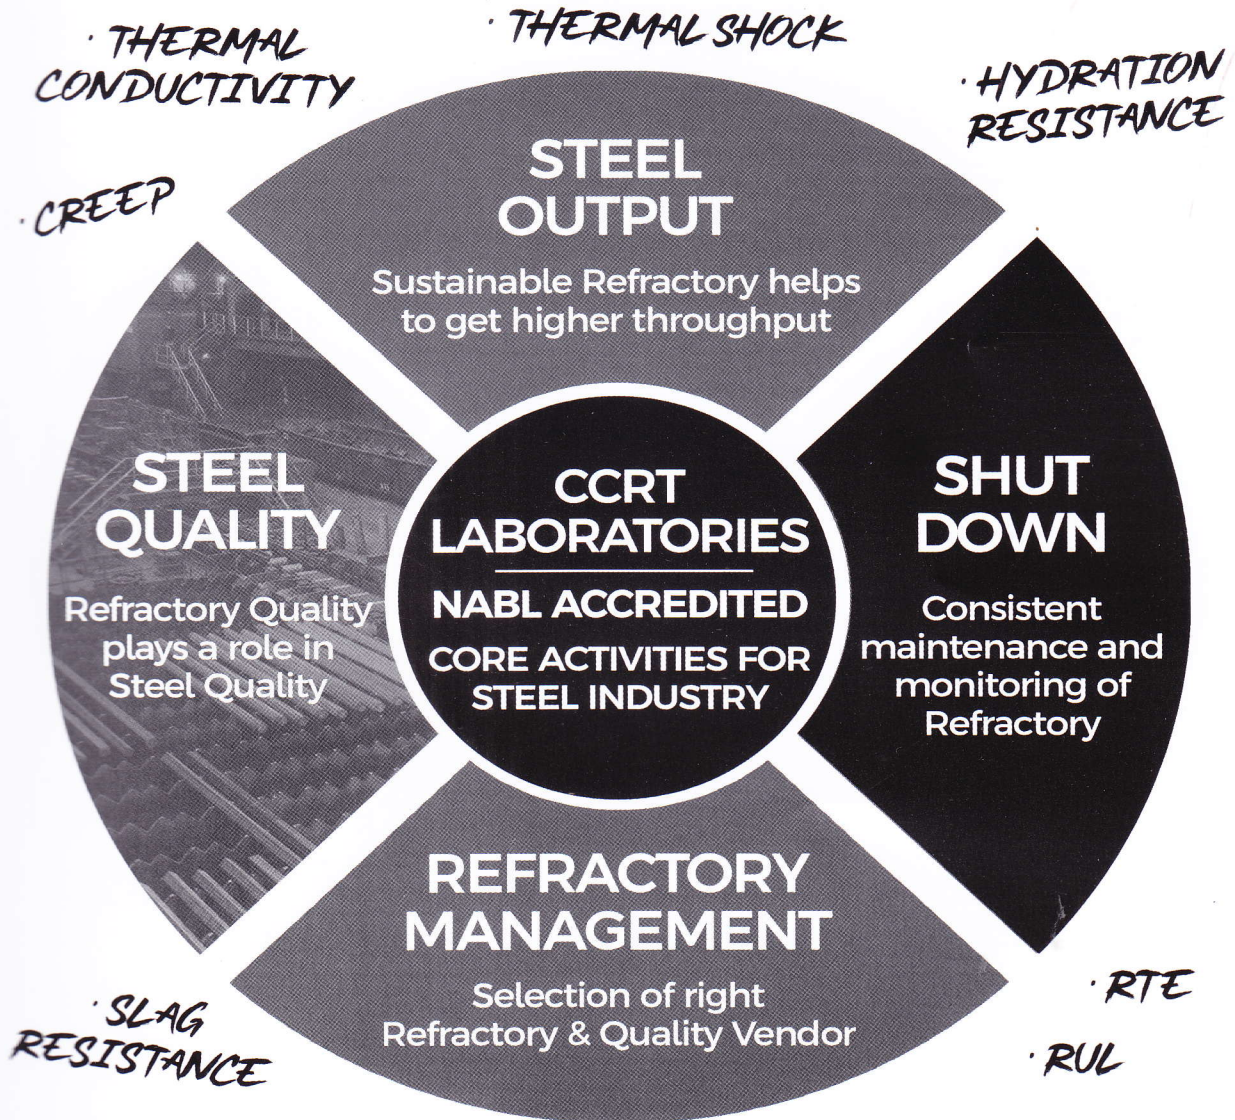 · THERMAL
CONDUCTIVITY
· THERMAL SHOCK
· HYDRATION
RESISTANCE
· CREEP
STEEL
OUTPUT
Sustainable Refractory helps
to get higher throughput
STEEL
QUALITY
Refractory Quality
plays a role in
Steel Quality
CCRT
LABORATORIES
NABL ACCREDITED
CORE ACTIVITIES FOR
STEEL INDUSTRY
SHUT
DOWN
Consistent
maintenance and
monitoring of
Refractory
REFRACTORY
MANAGEMENT
Selection of right
Refractory & Quality Vendor
· SLAG
RESISTANCE
· RTE
· RUL